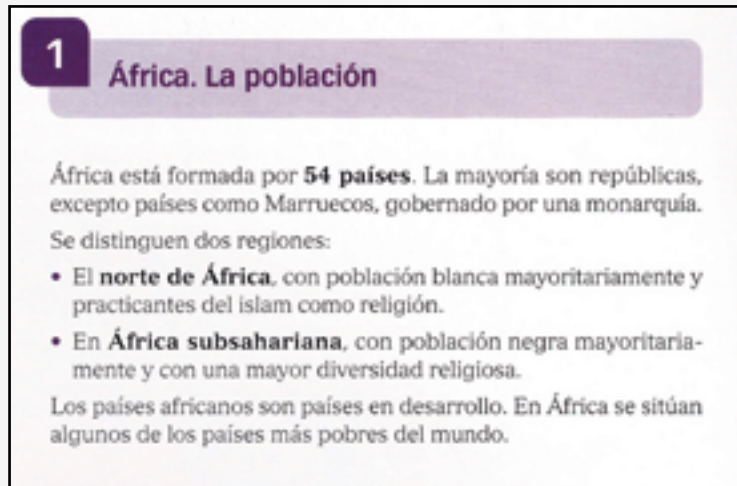 1
África. La población
África está formada por 54 países. La mayoría son repúblicas,
excepto países como Marruecos, gobernado por una monarquía.
Se distinguen dos regiones:
• El norte de África, con población blanca mayoritariamente y
practicantes del islam como religión.
• En África subsahariana, con población negra mayoritaria-
mente y con una mayor diversidad religiosa.
Los países africanos son países en desarrollo. En África se sitúan
algunos de los países más pobres del mundo.